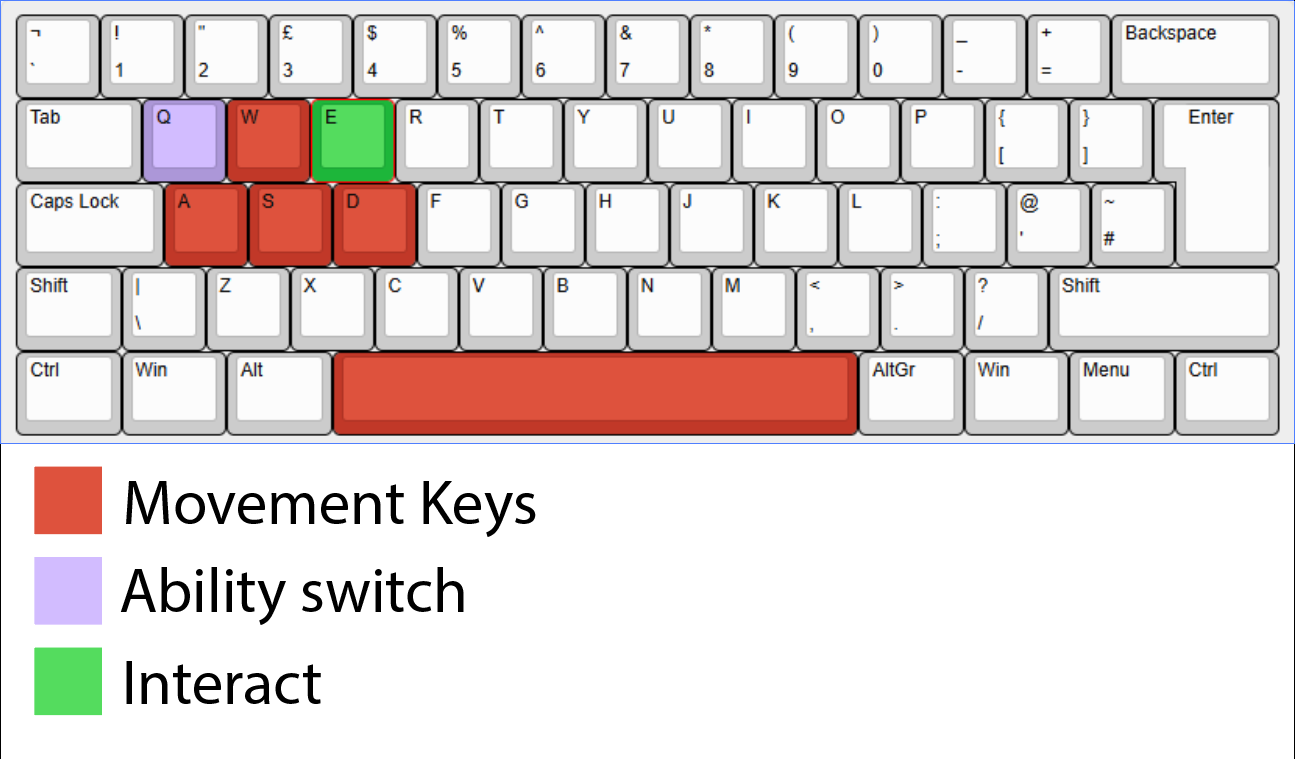 ¬ ! " £ $ % ^ & * ( ) _ + Backspace
` 1 2 3 4 5 6 7 8 9 0 - =
Tab Q W E R T Y U I O P { } Enter
[ ]
Caps Lock A S D F G H J K L : @ ~
; ' #
Shift | Z X C V B N M < > ? Shift
\ , . /
Ctrl Win Alt AltGr Win Menu Ctrl
Movement Keys
Ability switch
Interact